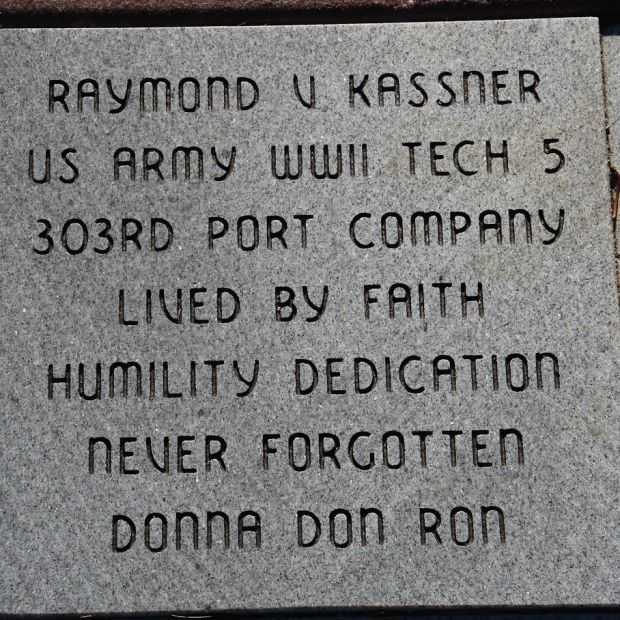 RAYMOND V KASSNER
US ARMY WWII TECH 5
303RD PORT COMPANY
LIVED BY FAITH
HUMILITY DEDICATION
NEVER FORGOTTEN
DONNA DON RON